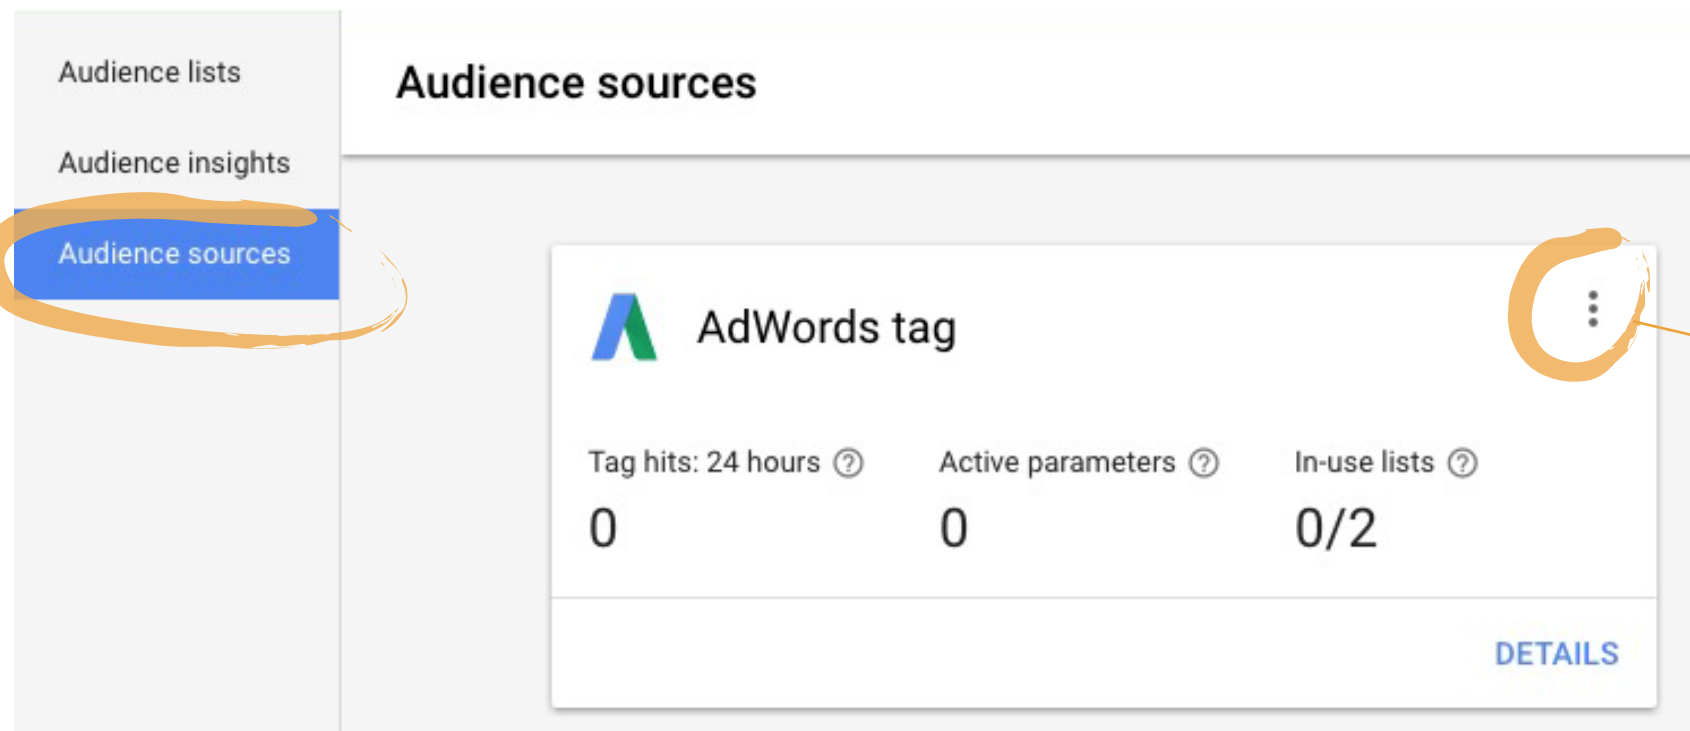 Audience lists
Audience insights
Audience sources
Audience sources
AdWords tag
Tag hits: 24 hours
Active parameters
In-use lists
0
0
0/2
DETAILS